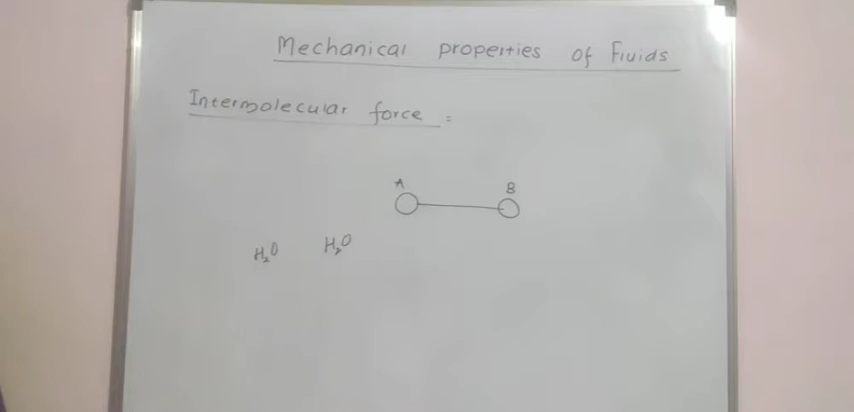 Mechanical properties of Fluids
Intermolecular force =
A B
H₂O H₂O